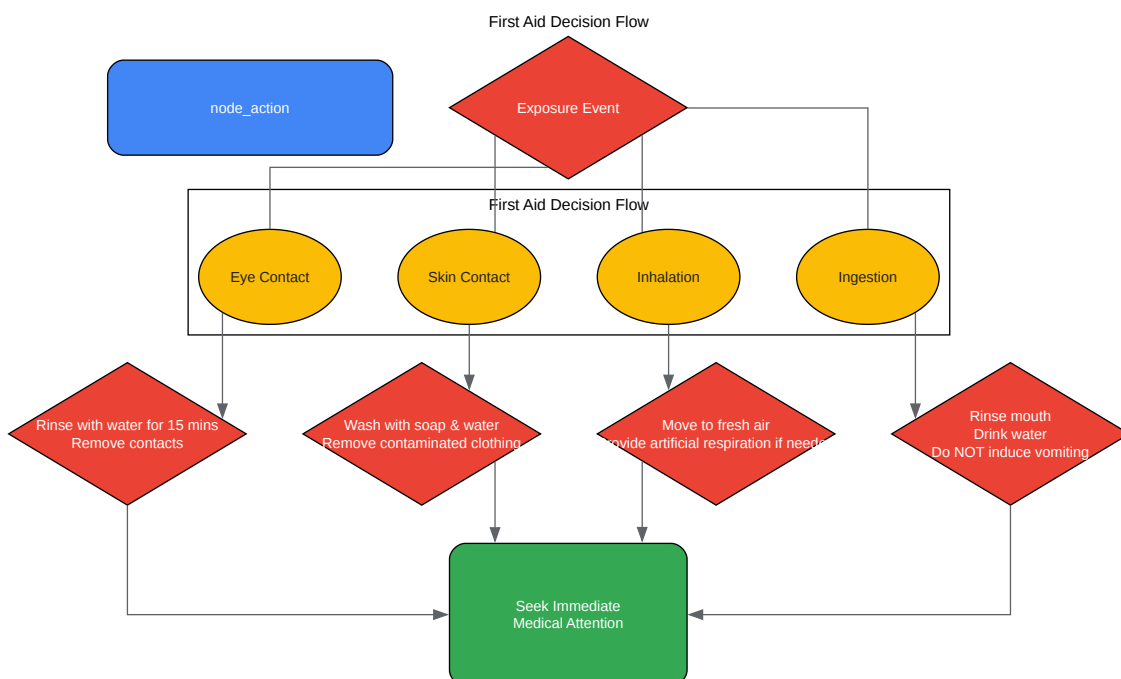 First Aid Decision Flow
node_action
Exposure Event
First Aid Decision Flow
Eye Contact
Skin Contact
Inhalation
Ingestion
Rinse with water for 15 mins
Remove contacts
Wash with soap & water
Remove contaminated clothing
Move to fresh air
rovide artificial respiration if neede
Rinse mouth
Drink water
Do NOT induce vomiting
Seek Immediate
Medical Attention